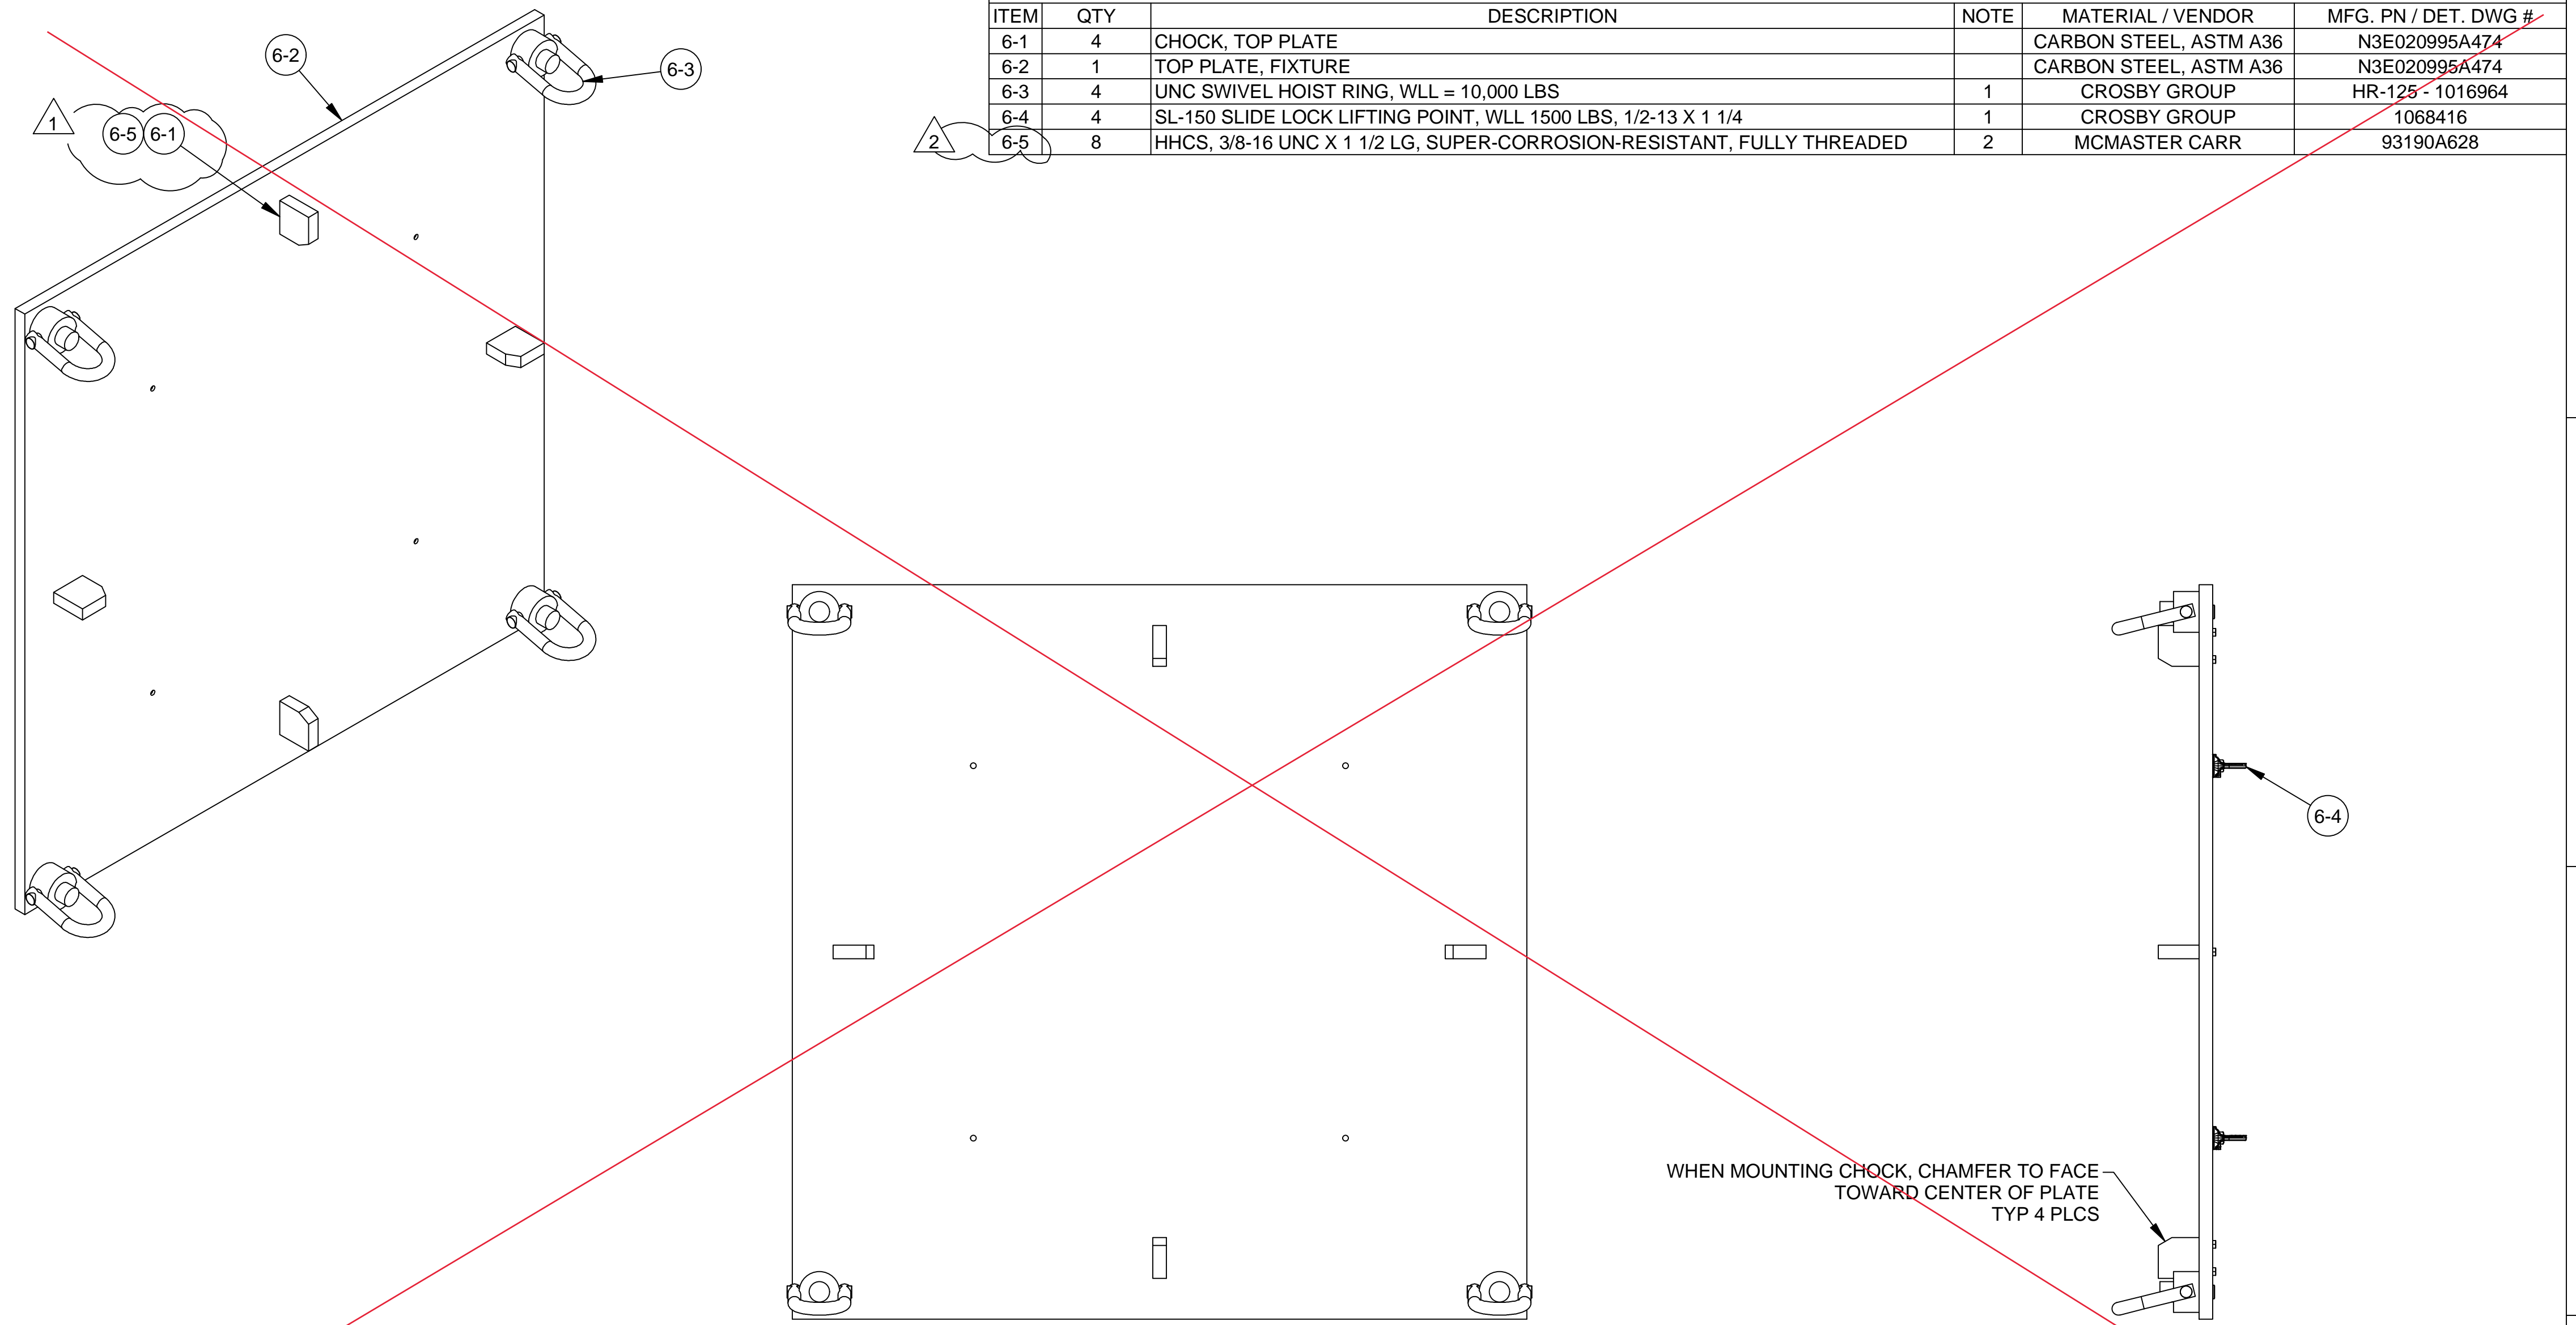 ITEM QTY DESCRIPTION NOTE MATERIAL / VENDOR MFG. PN / DET. DWG #
6-1 4 CHOCK, TOP PLATE CARBON STEEL, ASTM A36 N3E020995A474
6-2 1 TOP PLATE, FIXTURE CARBON STEEL, ASTM A36 N3E020995A474
6-3 4 UNC SWIVEL HOIST RING, WLL = 10,000 LBS 1 CROSBY GROUP HR-125 - 1016964
6-4 4 SL-150 SLIDE LOCK LIFTING POINT, WLL 1500 LBS, 1/2-13 X 1 1/4 1 CROSBY GROUP 1068416
6-5 8 HHCS, 3/8-16 UNC X 1 1/2 LG, SUPER-CORROSION-RESISTANT, FULLY THREADED 2 MCMASTER CARR 93190A628
2
6-2
6-3
1
6-5 6-1
6-4
WHEN MOUNTING CHOCK, CHAMFER TO FACE
TOWARD CENTER OF PLATE
TYP 4 PLCS